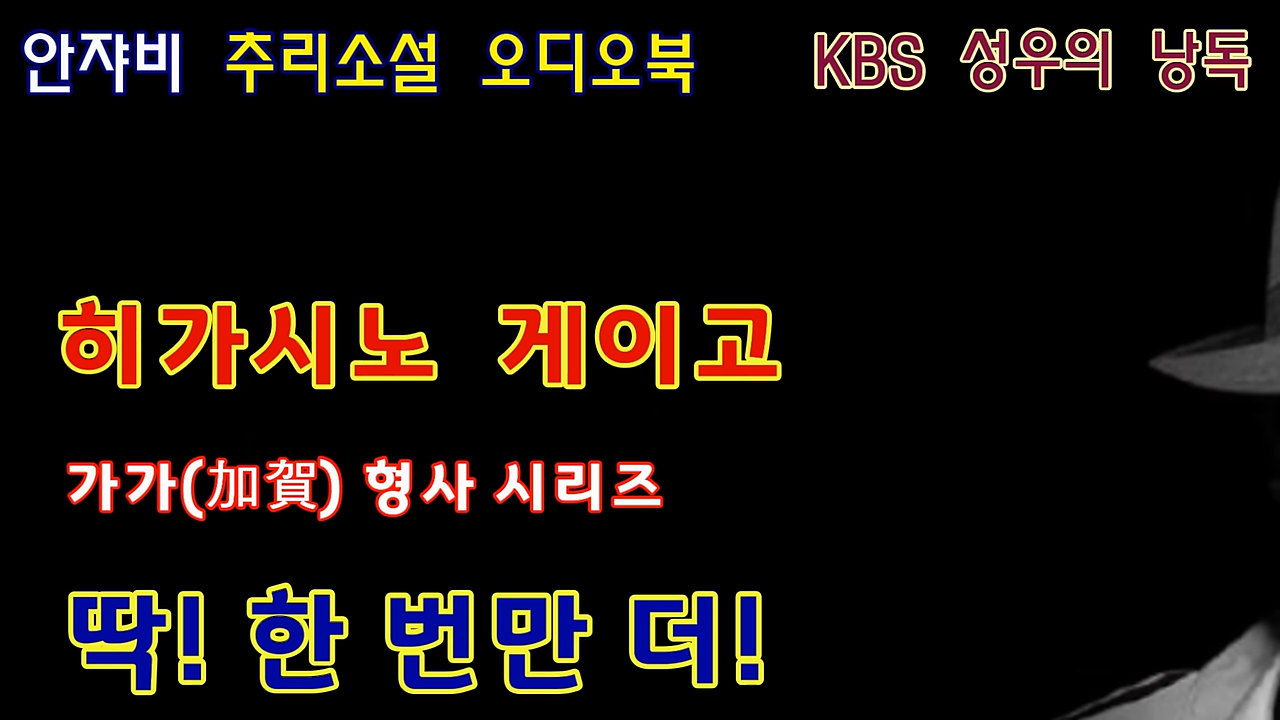 안쟈비 추리소설 오디오북 KBS 성우의 낭독
히가시노 게이고
가가(加賀) 형사 시리즈
딱! 한 번만 더!